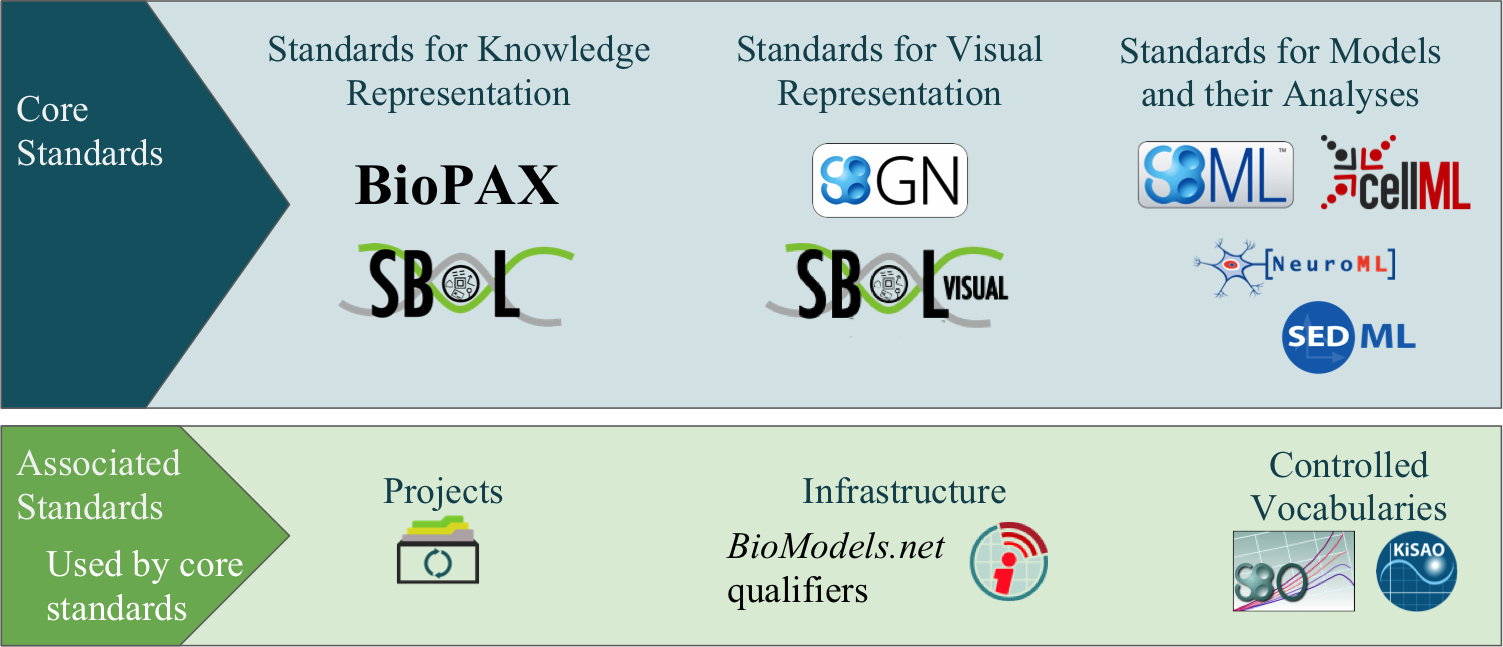 Core
Standards
Standards for Knowledge
Representation
BioPAX
SBOL
Standards for Visual
Representation
SBGN
SBOL VISUAL
Standards for Models
and their Analyses
SBML™
cellML
[NeuroML]
SED ML
Associated
Standards
Used by core
standards
Projects
Infrastructure
BioModels.net
qualifiers
i
Controlled
Vocabularies
SBO
KiSAO